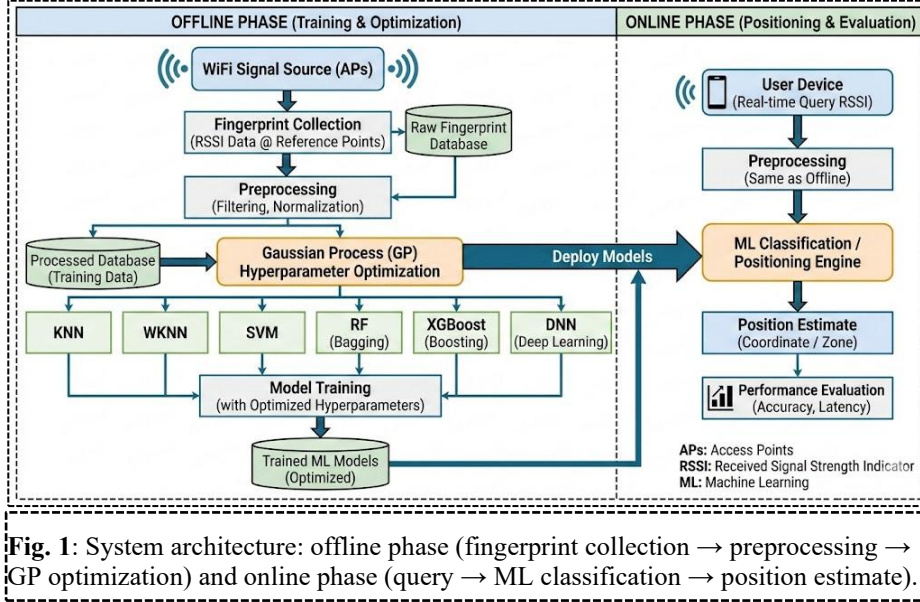 OFFLINE PHASE (Training & Optimization)
WiFi Signal Source (APs)
Fingerprint Collection
(RSSI Data @ Reference Points)
Raw Fingerprint
Database
Preprocessing
(Filtering, Normalization)
Processed Database
(Training Data)
Gaussian Process (GP)
Hyperparameter Optimization
KNN
WKNN
SVM
RF
(Bagging)
XGBoost
(Boosting)
DNN
(Deep Learning)
Model Training
(with Optimized Hyperparameters)
Trained ML Models
(Optimized)
Deploy Models
ONLINE PHASE (Positioning & Evaluation)
User Device
(Real-time Query RSSI)
Preprocessing
(Same as Offline)
ML Classification /
Positioning Engine
Position Estimate
(Coordinate / Zone)
Performance Evaluation
(Accuracy, Latency)
APs: Access Points
RSSI: Received Signal Strength Indicator
ML: Machine Learning
Fig. 1: System architecture: offline phase (fingerprint collection → preprocessing →
GP optimization) and online phase (query → ML classification → position estimate).